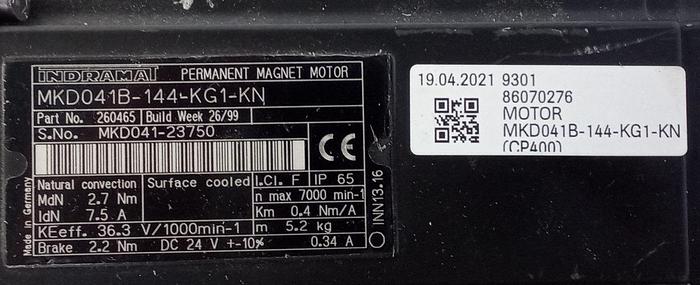 INDRAMAT PERMANENT MAGNET MOTOR
MKD041B-144-KG1-KN
Part No. 260465 Build Week 26/99
S.No. MKD041-23750
CE
Natural convection Surface cooled I.Cl. F IP 65
MdN 2.7 Nm n max 7000 min-1
IdN 7.5 A Km 0.4 Nm/A
KEeff. 36.3 V/1000min-1 m 5.2 kg
Brake 2.2 Nm DC 24 V +-10% 0.34 A
Made in Germany
INN13.16
19.04.2021 9301
86070276
MOTOR
MKD041B-144-KG1-KN
(CP400)